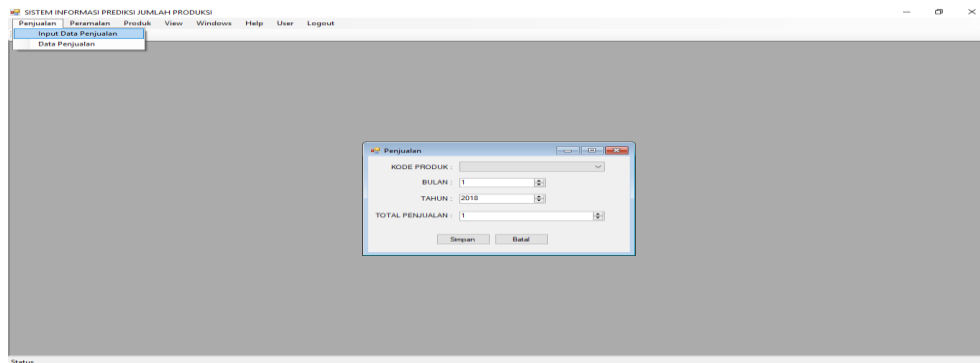 SISTEM INFORMASI PREDIKSI JUMLAH PRODUKSI
Penjualan Peramalan Produk View Windows Help User Logout
Input Data Penjualan
Data Penjualan
Penjualan
KODE PRODUK :
BULAN : 1
TAHUN : 2018
TOTAL PENJUALAN : 1
Simpan Batal
Status